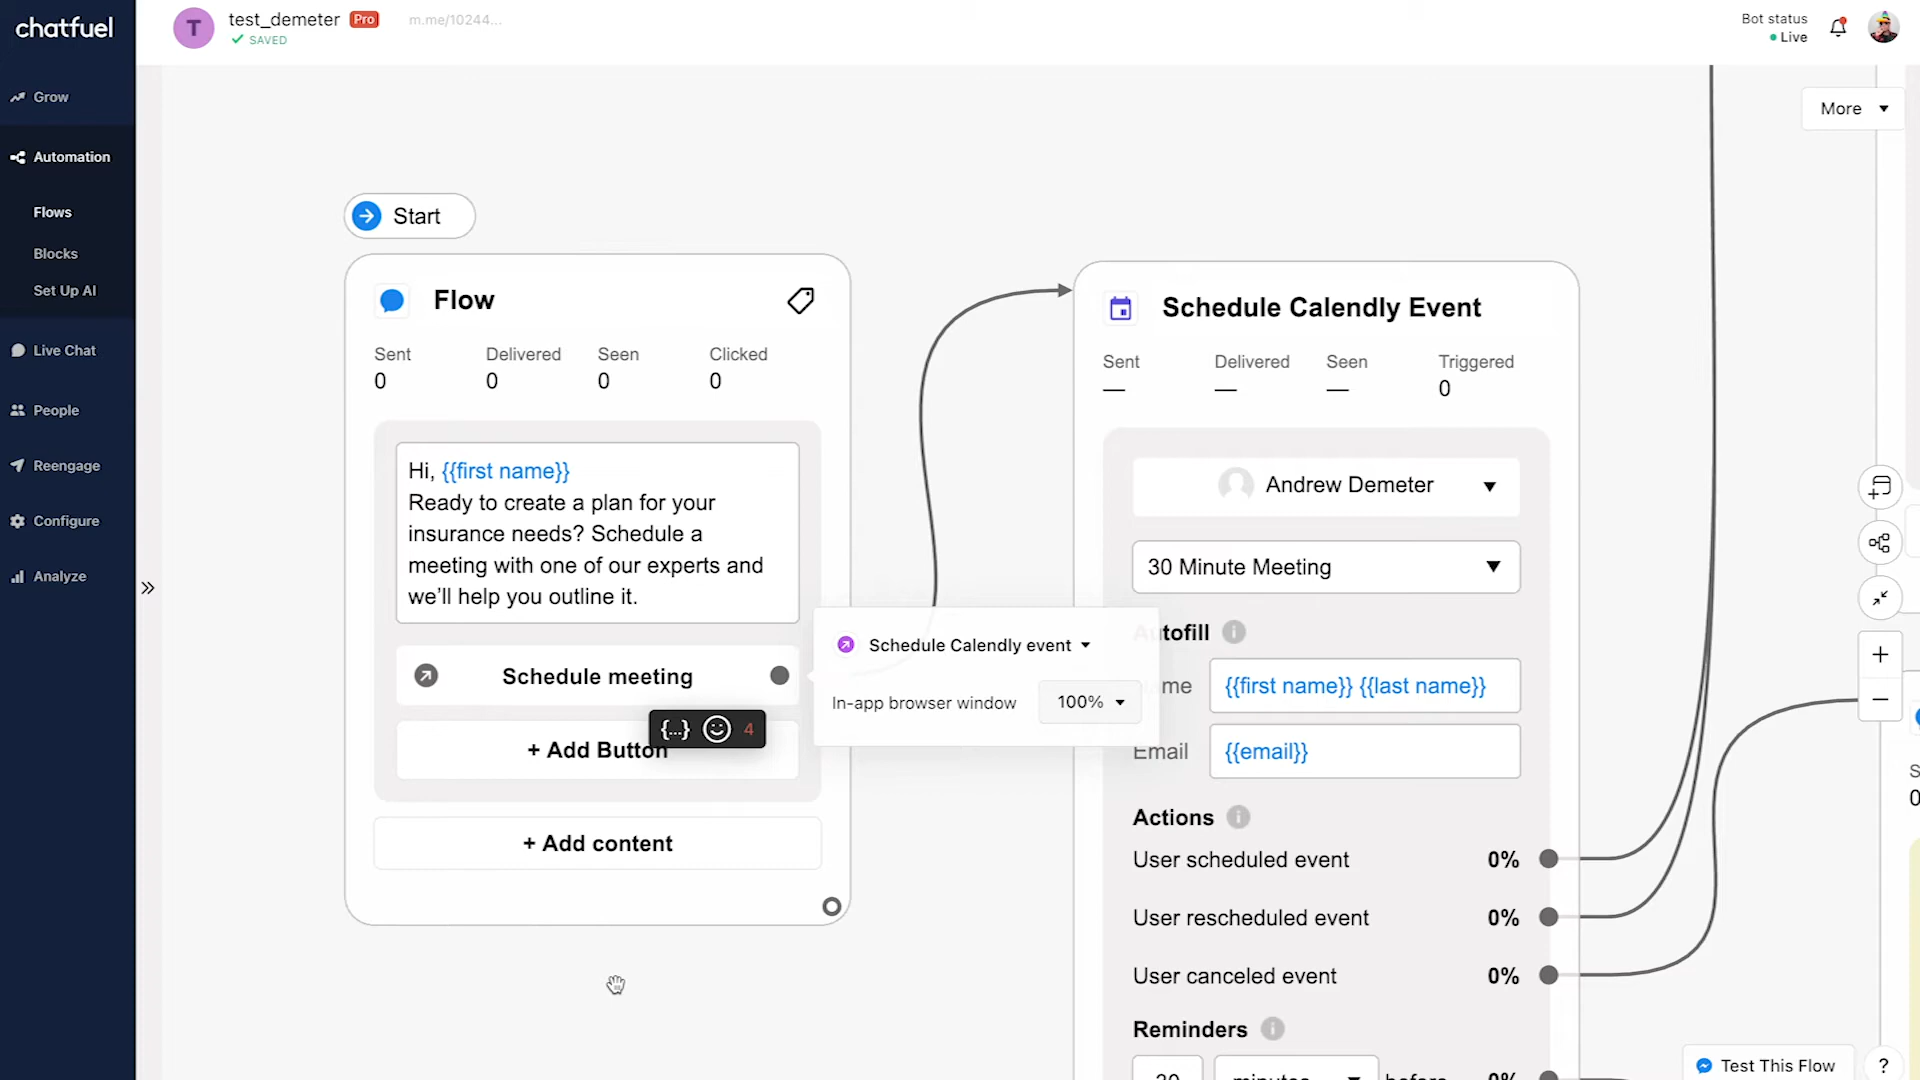 chatfuel
T
test_demeter Pro
m.me/10244...
SAVED
Bot status
Live
Grow
Automation
Flows
Blocks
Set Up AI
Live Chat
People
Reengage
Configure
Analyze
More
Start
Flow
Sent Delivered Seen Clicked
0 0 0 0
Hi, {{first name}}
Ready to create a plan for your
insurance needs? Schedule a
meeting with one of our experts and
we'll help you outline it.
Schedule meeting
{...} 4
+ Add Button
+ Add content
Schedule Calendly event
In-app browser window 100%
Schedule Calendly Event
Sent Delivered Seen Triggered
— — — 0
Andrew Demeter
30 Minute Meeting
Autofill
{{first name}} {{last name}}
Email {{email}}
Actions
User scheduled event 0%
User rescheduled event 0%
User canceled event 0%
Reminders
minutes before 0%
+
−
Test This Flow
?